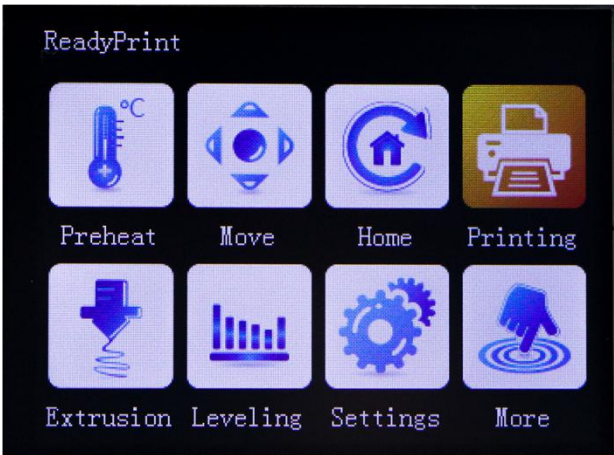 ReadyPrint
°C
Preheat Move Home Printing
Extrusion Leveling Settings More